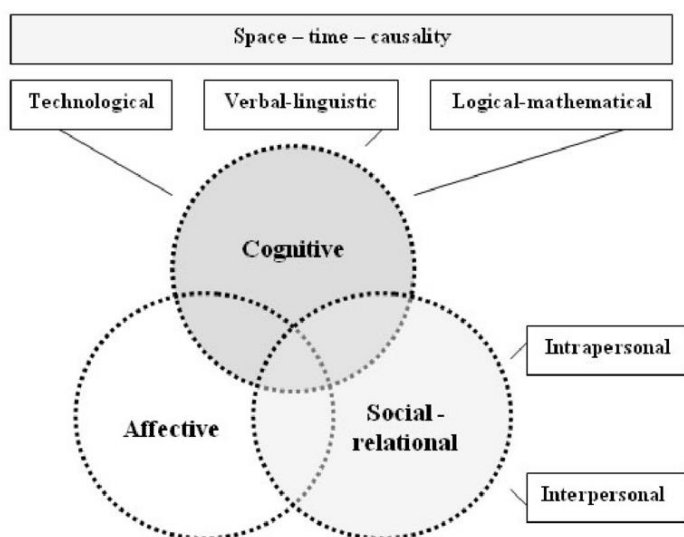 Space – time – causality
Technological
Verbal-linguistic
Logical-mathematical
Cognitive
Intrapersonal
Affective
Social -
relational
Interpersonal